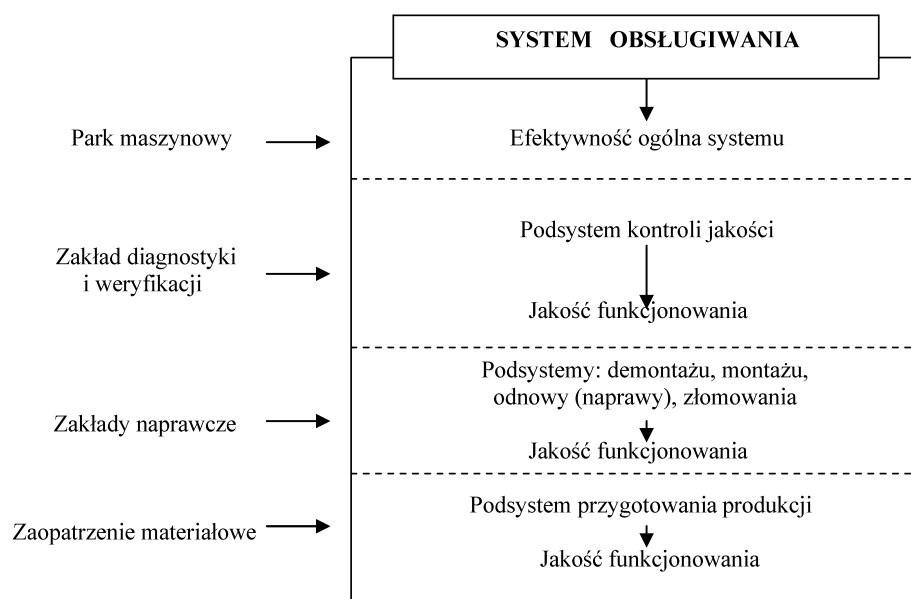 SYSTEM OBSŁUGIWANIA
Park maszynowy
Efektywność ogólna systemu
Zakład diagnostyki
i weryfikacji
Podsystem kontroli jakości
Jakość funkcjonowania
Zakłady naprawcze
Podsystemy: demontażu, montażu,
odnowy (naprawy), złomowania
Jakość funkcjonowania
Zaopatrzenie materiałowe
Podsystem przygotowania produkcji
Jakość funkcjonowania